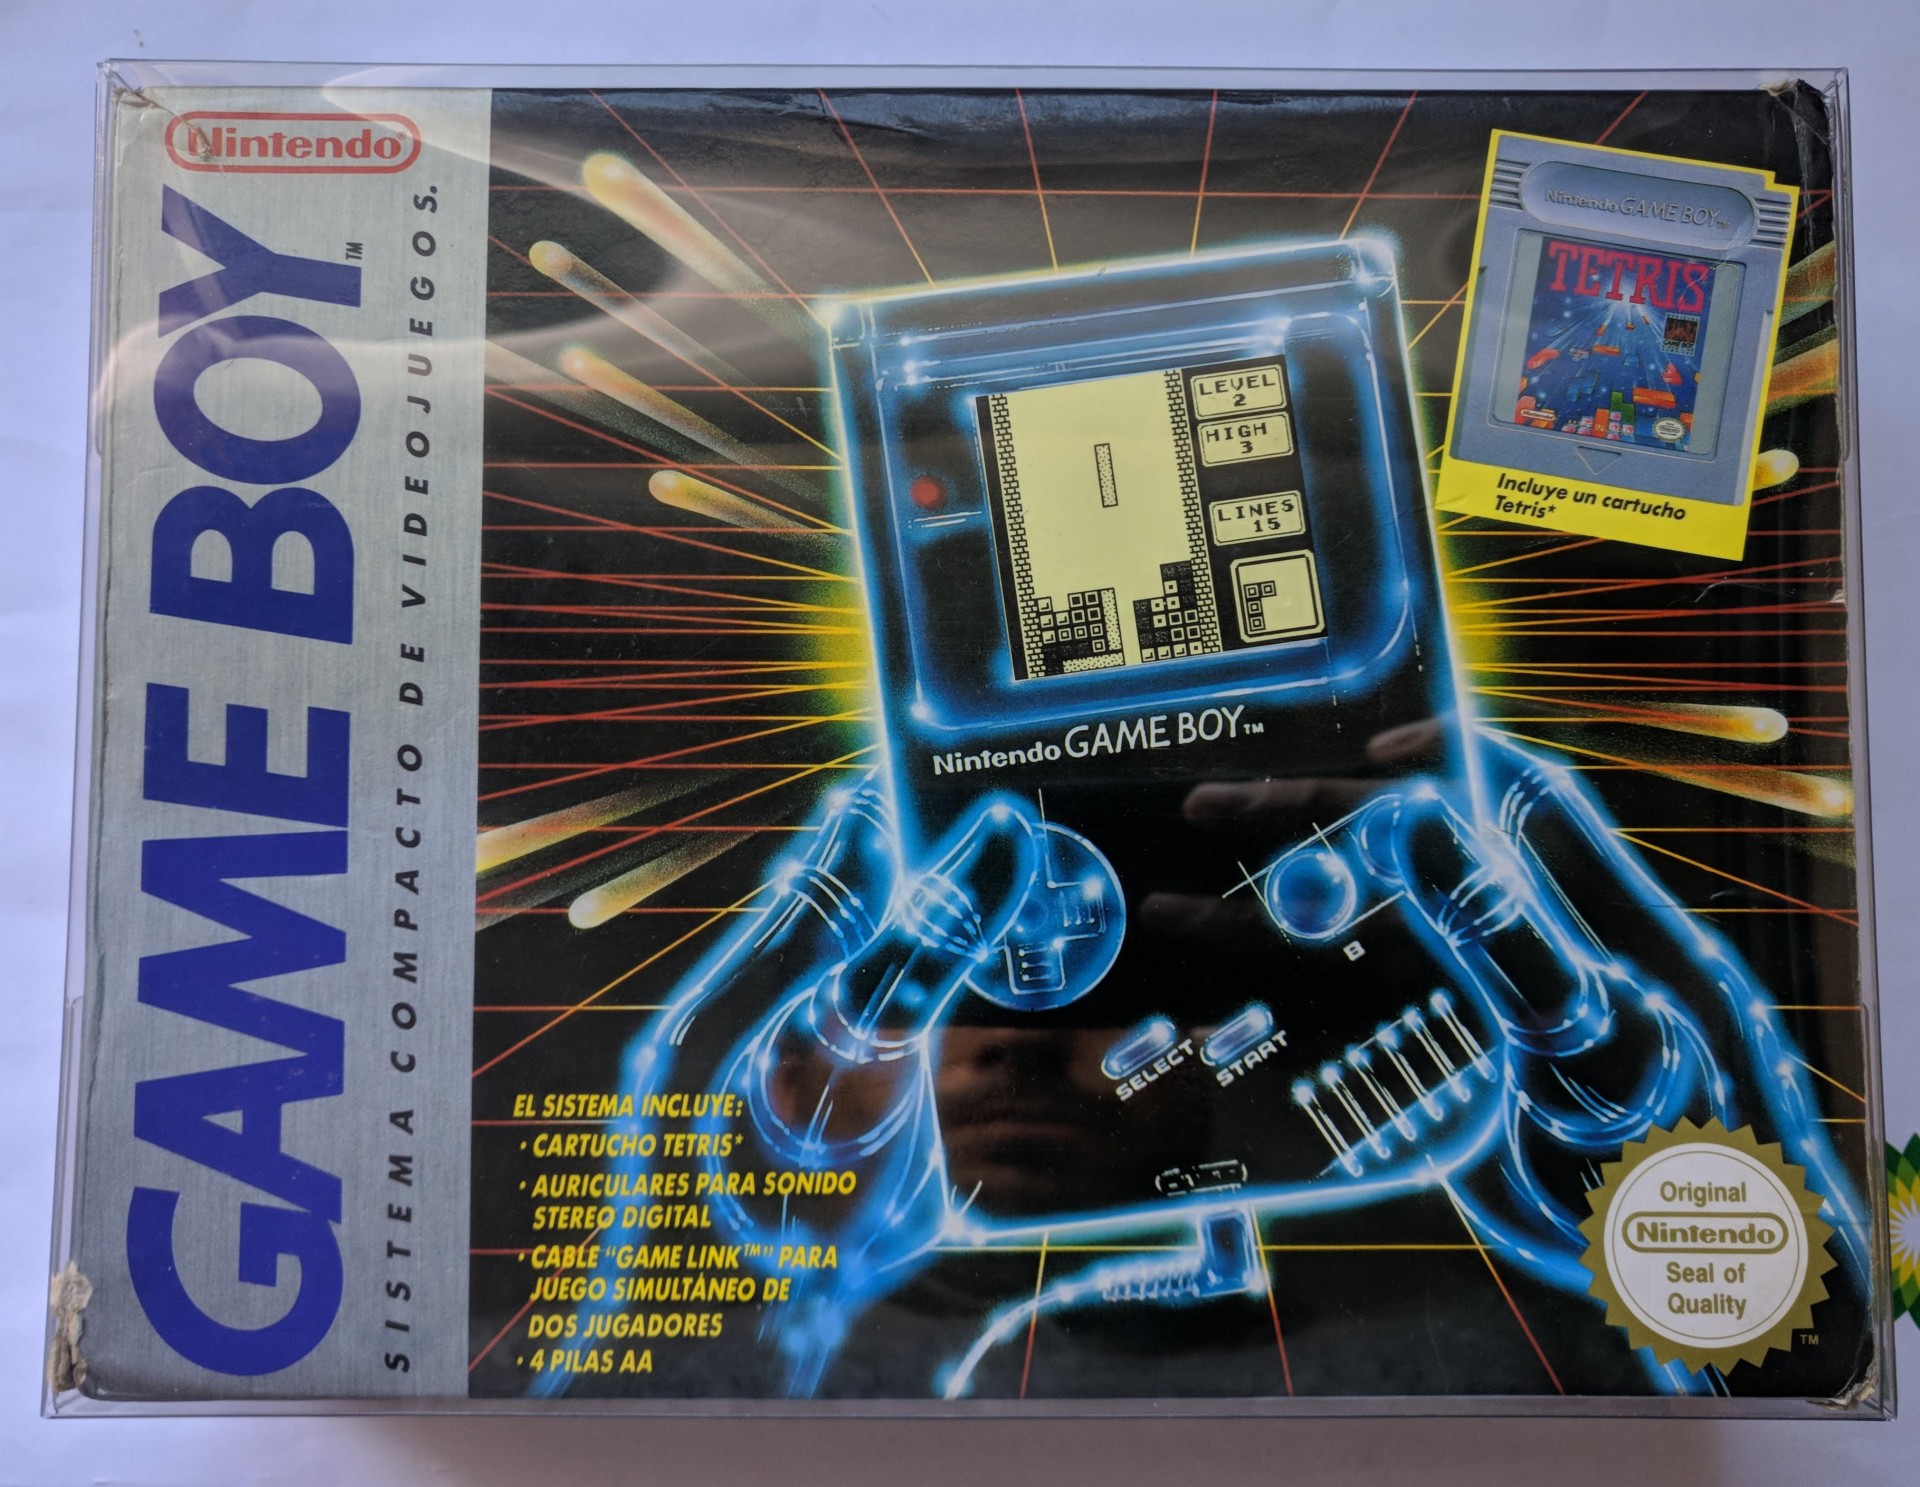 Nintendo®
GAME BOY™
SISTEMA COMPACTO DE VIDEOJUEGOS.
Nintendo GAME BOY™
TETRIS
Nintendo
Incluye un cartucho
Tetris*
LEVEL
2
HIGH
3
LINES
15
Nintendo GAME BOY™
B
SELECT
START
EL SISTEMA INCLUYE:
• CARTUCHO TETRIS*
• AURICULARES PARA SONIDO
STEREO DIGITAL
• CABLE “GAME LINK™” PARA
JUEGO SIMULTÁNEO DE
DOS JUGADORES
• 4 PILAS AA
Original
Nintendo
Seal of
Quality
TM